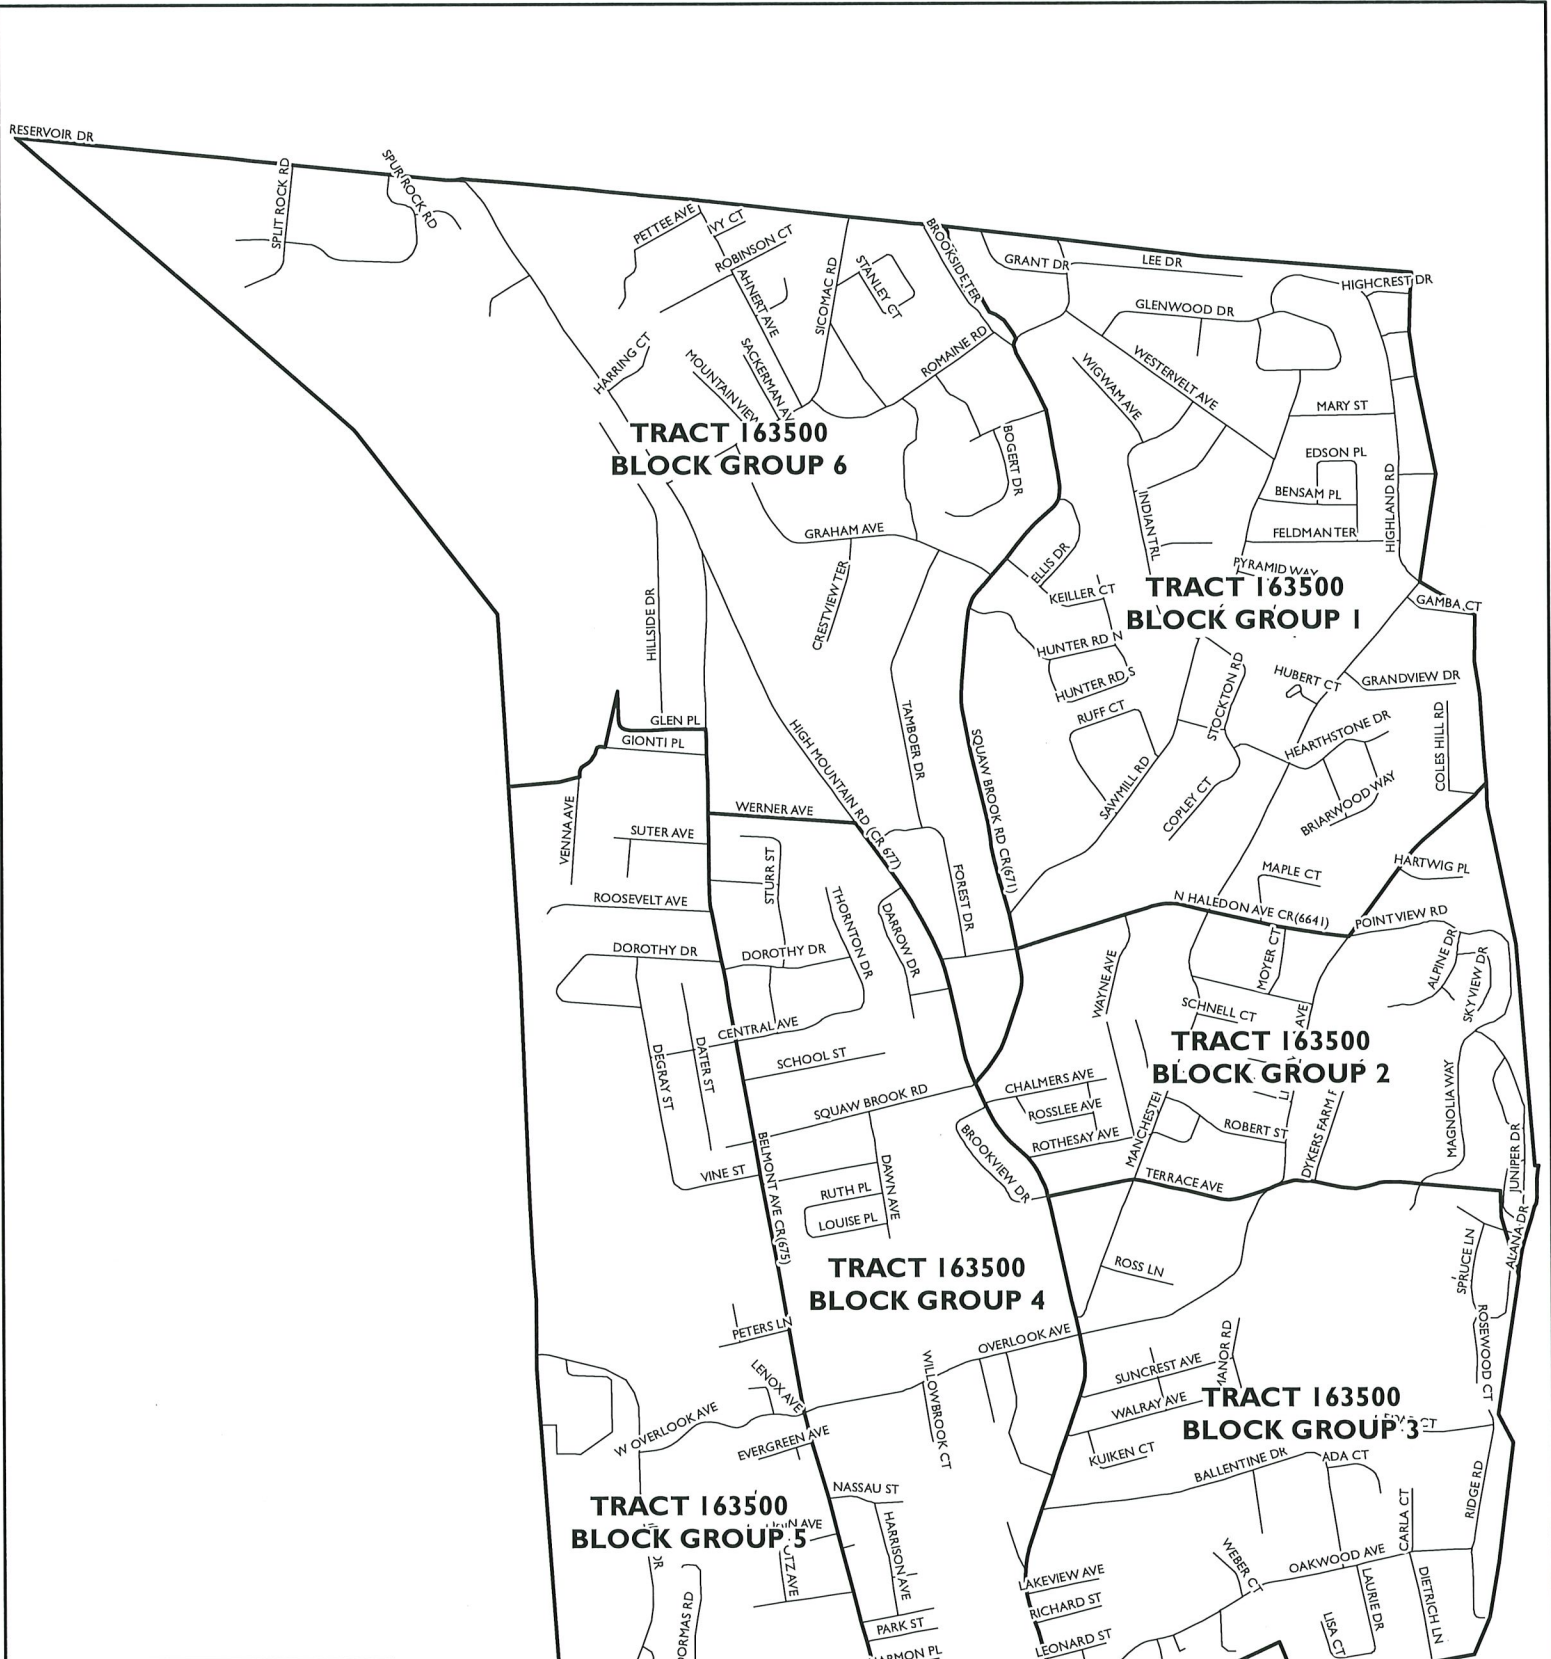 RESERVOIR DR
SPLIT ROCK RD
SPUR ROCK RD
PETTEE AVE
IVY CT
ROBINSON CT
AHNERT AVE
SICOMAC RD
STANLEY CT
BROOKSIDE TER
GRANT DR
LEE DR
HIGHCREST DR
GLENWOOD DR
HARRING CT
MOUNTAIN VIEW
SACKERMAN AV
ROMAINE RD
WIGWAM AVE
WESTERVELT AVE
MARY ST
TRACT 163500
BLOCK GROUP 6
BOGERT DR
EDSON PL
BENSAM PL
HIGHLAND RD
INDIAN TRL
FELDMAN TER
GRAHAM AVE
CRESTVIEW TER
ELLIS DR
KEILLER CT
PYRAMID WAY
TRACT 163500
BLOCK GROUP 1
GAMBA CT
HILLSIDE DR
HUNTER RD N
HUNTER RD S
STOCKTON RD
HUBERT CT
GRANDVIEW DR
RUFF CT
GLEN PL
GIONTI PL
HIGH MOUNTAIN RD (CR 677)
TAMBOER DR
SQUAW BROOK RD CR(671)
HEARTHSTONE DR
COLES HILL RD
SAWMILL RD
COPLEY CT
BRIARWOOD WAY
WERNER AVE
VENNA AVE
SUTER AVE
STURR ST
ROOSEVELT AVE
THORNTON DR
DARROW DR
FOREST DR
MAPLE CT
HARTWIG PL
N HALEDON AVE CR(6641)
POINTVIEW RD
DOROTHY DR
DOROTHY DR
WAYNE AVE
MOYER CT
ALPINE DR
SKYVIEW DR
SCHNELL CT
AVE
CENTRAL AVE
DEGRAY ST
DATER ST
SCHOOL ST
TRACT 163500
BLOCK GROUP 2
SQUAW BROOK RD
CHALMERS AVE
ROSSLEE AVE
ROTHESAY AVE
MANCHESTER
ROBERT ST
DYKERS FARM
MAGNOLIA WAY
JUNIPER DR
BROOKVIEW DR
BELMONT AVE CR(675)
VINE ST
RUTH PL
LOUISE PL
DAWN AVE
TERRACE AVE
ALANA DR
SPRUCE LN
TRACT 163500
BLOCK GROUP 4
ROSS LN
PETERS LN
OVERLOOK AVE
ROSEWOOD CT
LENOX AVE
WILLOWBROOK CT
SUNCREST AVE
MANOR RD
WALRAY AVE
TRACT 163500
BLOCK GROUP 3
CT
W OVERLOOK AVE
EVERGREEN AVE
KUIKEN CT
BALLENTINE DR
ADA CT
RIDGE RD
NASSAU ST
TRACT 163500
BLOCK GROUP 5
AVE
DR
HARRISON AVE
CARLA CT
WEBER CT
OAKWOOD AVE
LAKEVIEW AVE
RICHARD ST
LEONARD ST
PARK ST
LAURIE DR
DIETRICH LN
LISA CT